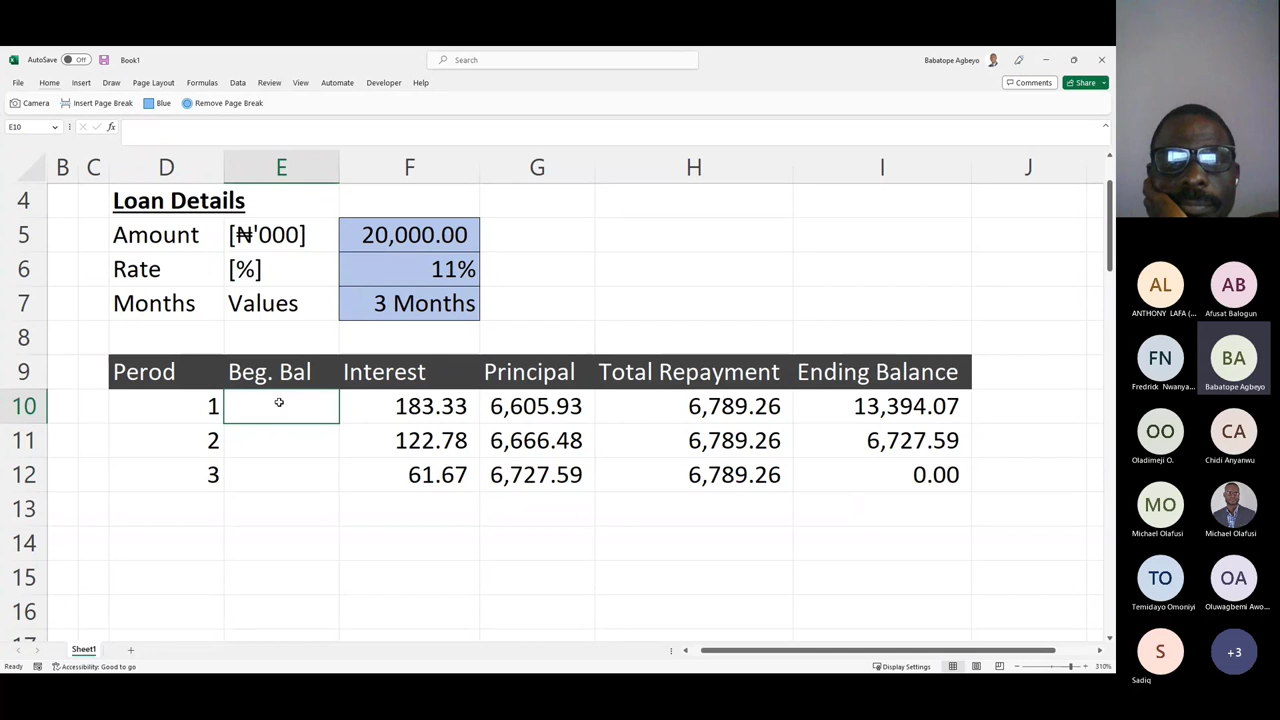 AutoSave Off Book1 Search Babatope Agbeyo
File Home Insert Draw Page Layout Formulas Data Review View Automate Developer Help Comments Share
Camera Insert Page Break Blue Remove Page Break
E10 fx
B C D E F G H I J
4 Loan Details
5 Amount [₦'000] 20,000.00
6 Rate [%] 11%
7 Months Values 3 Months
8
9 Perod Beg. Bal Interest Principal Total Repayment Ending Balance
10 1 183.33 6,605.93 6,789.26 13,394.07
11 2 122.78 6,666.48 6,789.26 6,727.59
12 3 61.67 6,727.59 6,789.26 0.00
13
14
15
16
17
Sheet1
Ready Accessibility: Good to go Display Settings 310%
AL AB
ANTHONY LAFA (... Afusat Balogun
FN BA
Fredrick Nwanya... Babatope Agbeyo
OO CA
Oladimeji O. Chidi Anyanwu
MO
Michael Olafusi Michael Olafusi
TO OA
Temidayo Omoniyi Oluwagbemi Awo...
S +3
Sadiq